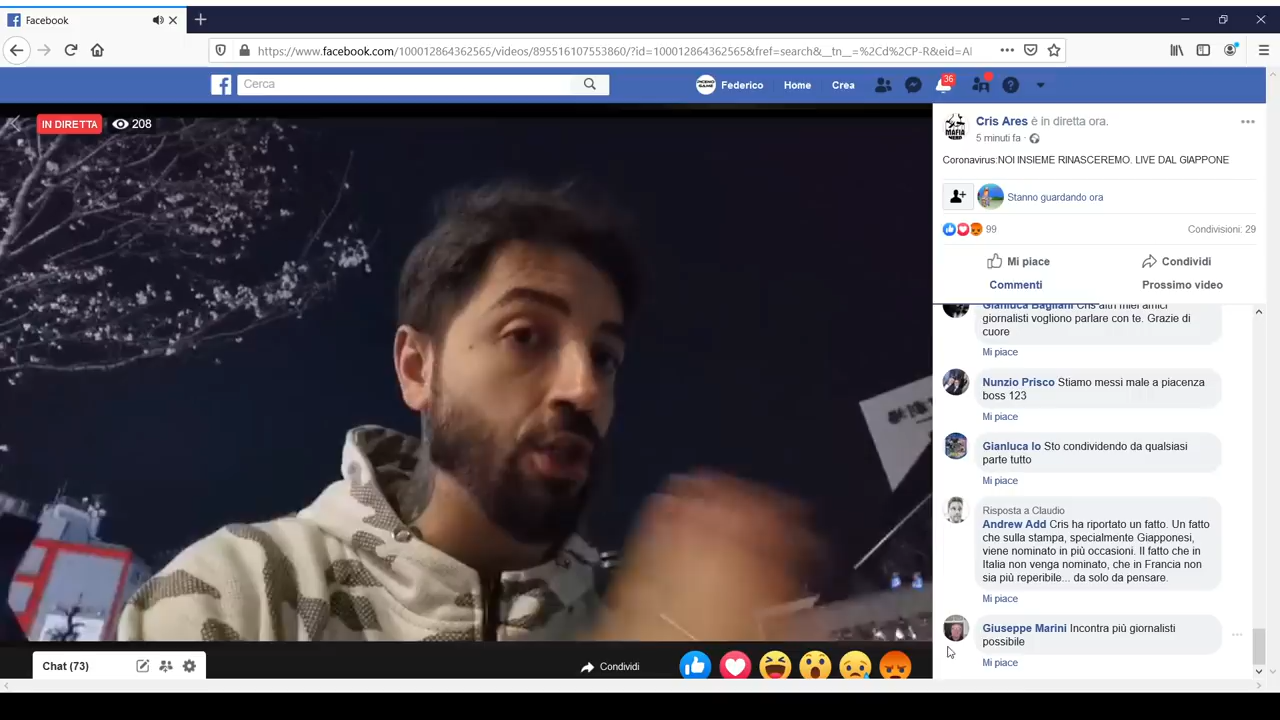 Facebook
https://www.facebook.com/100012864362565/videos/895516107553860/?id=100012864362565&fref=search&__tn__=%2Cd%2CP-R&eid=Al
Cerca
Federico
Home
Crea
36
IN DIRETTA
208
Cris Ares è in diretta ora.
5 minuti fa
Coronavirus:NOI INSIEME RINASCEREMO. LIVE DAL GIAPPONE
Stanno guardando ora
99
Condivisioni: 29
Mi piace
Condividi
Commenti
Prossimo video
Gianluca Bagliani Cris altri miei amici
giornalisti vogliono parlare con te. Grazie di
cuore
Mi piace
Nunzio Prisco Stiamo messi male a piacenza
boss 123
Mi piace
Gianluca Io Sto condividendo da qualsiasi
parte tutto
Mi piace
Risposta a Claudio
Andrew Add Cris ha riportato un fatto. Un fatto
che sulla stampa, specialmente Giapponesi,
viene nominato in più occasioni. Il fatto che in
Italia non venga nominato, che in Francia non
sia più reperibile... da solo da pensare.
Mi piace
Giuseppe Marini Incontra più giornalisti
possibile
Mi piace
Chat (73)
Condividi